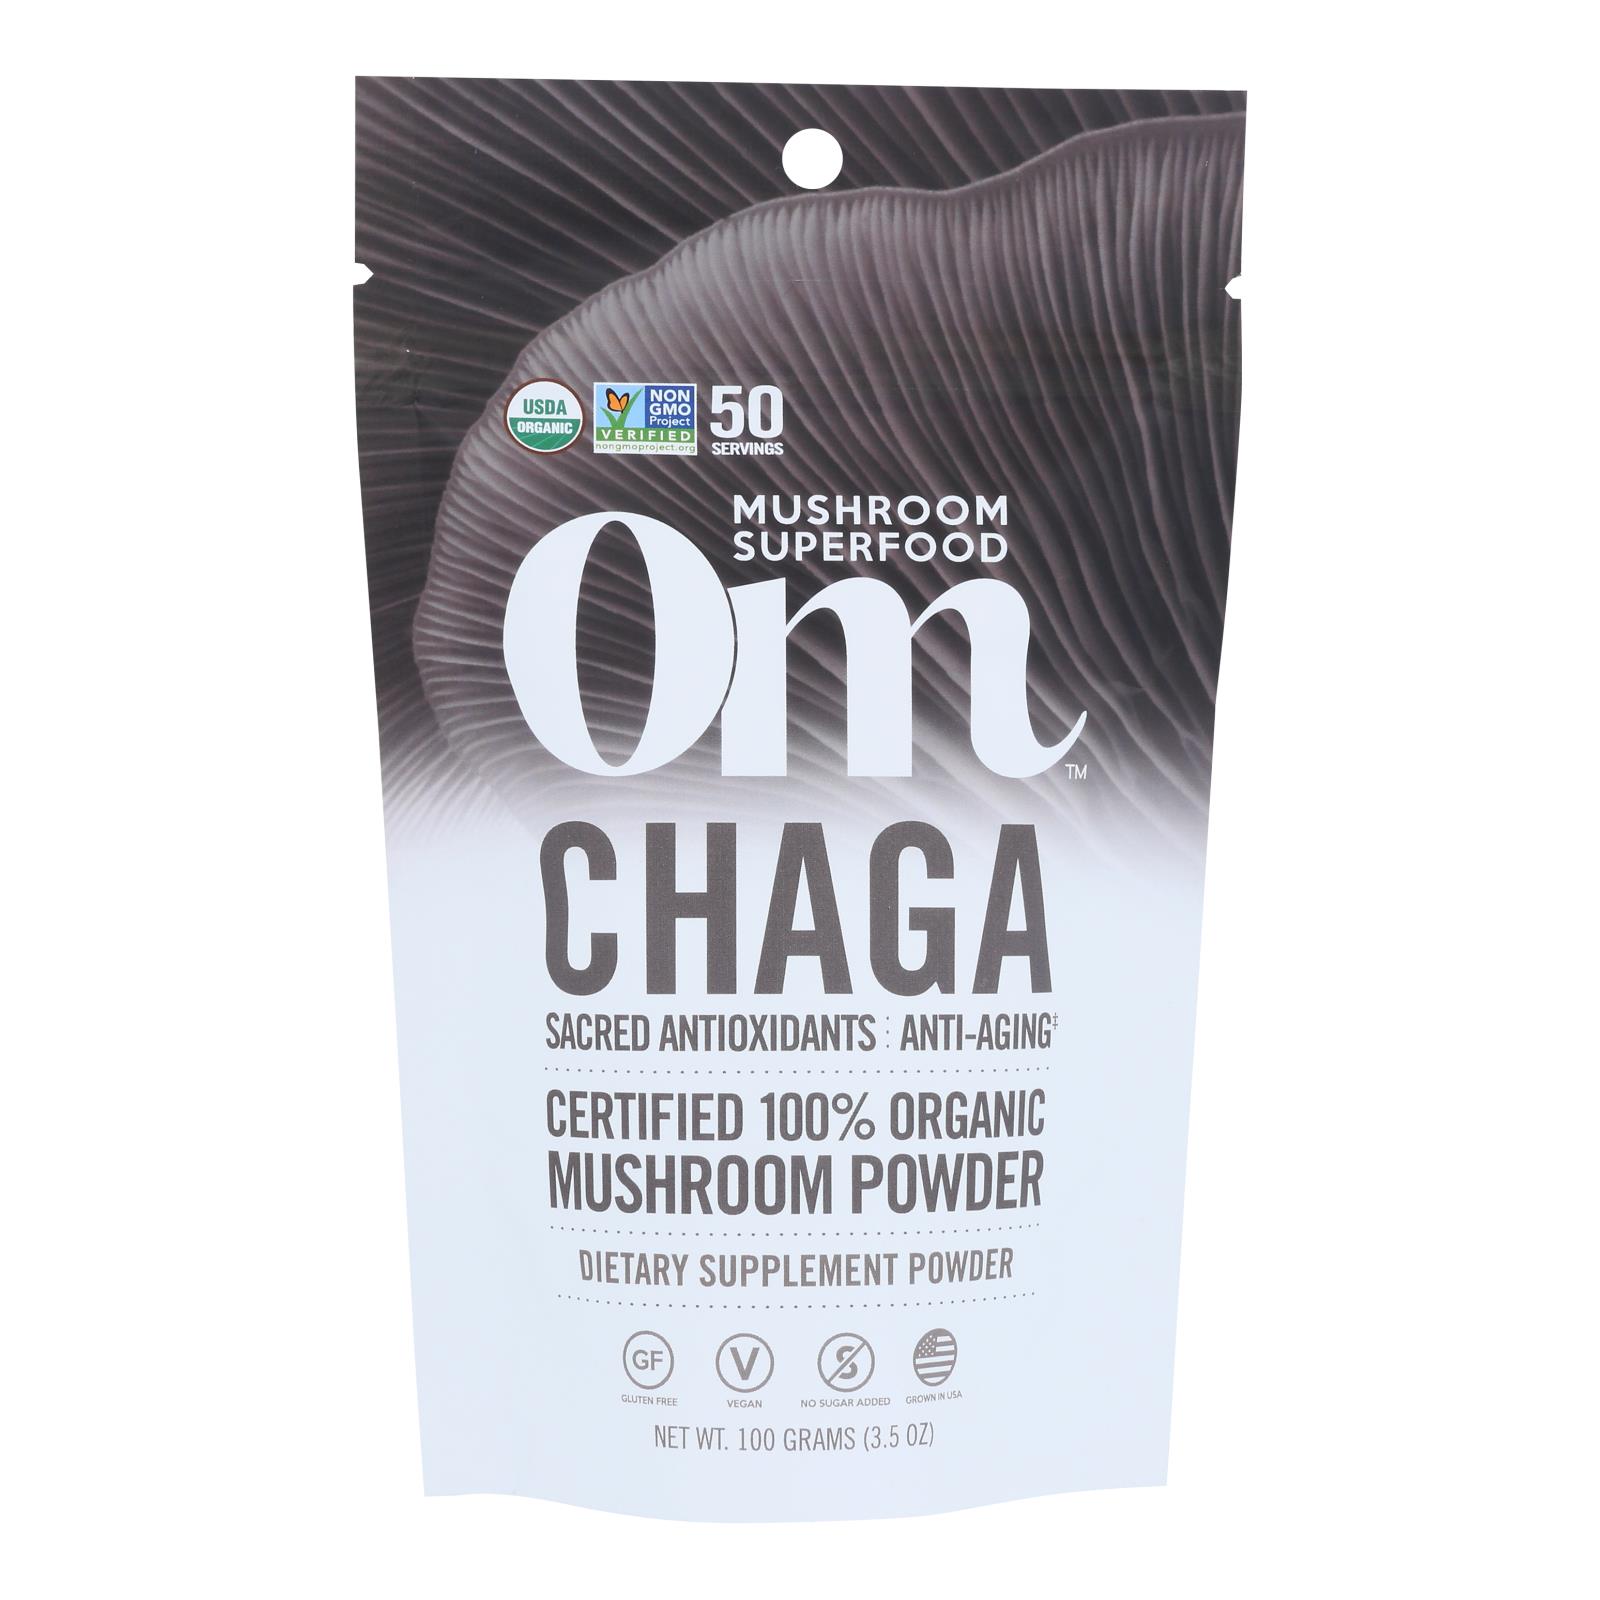 USDA
ORGANIC
NON
GMO
Project
VERIFIED
nongmoproject.org
50
SERVINGS
MUSHROOM
SUPERFOOD
Om™
CHAGA
SACRED ANTIOXIDANTS ⋮ ANTI-AGING‡
CERTIFIED 100% ORGANIC
MUSHROOM POWDER
DIETARY SUPPLEMENT POWDER
GF
GLUTEN FREE
V
VEGAN
S
NO SUGAR ADDED
GROWN IN USA
NET WT. 100 GRAMS (3.5 OZ)